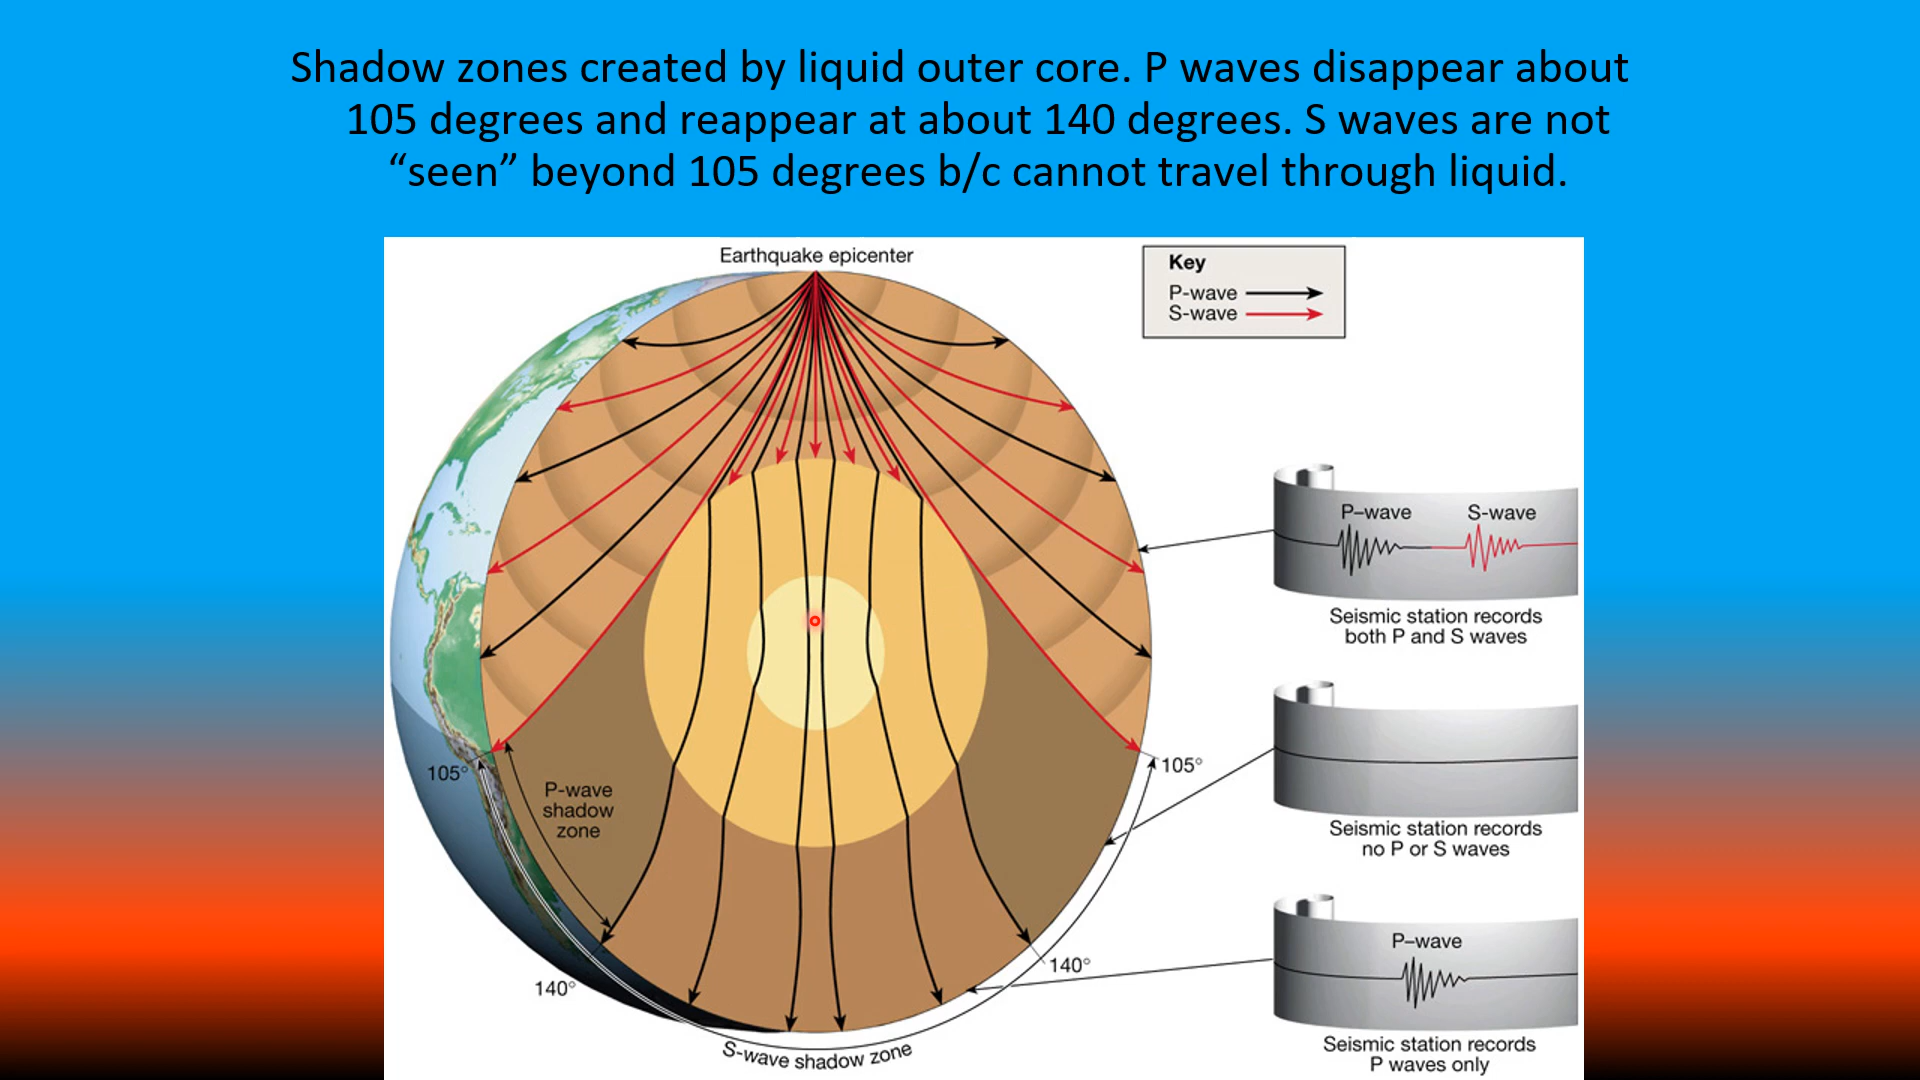 Shadow zones created by liquid outer core. P waves disappear about
105 degrees and reappear at about 140 degrees. S waves are not
“seen” beyond 105 degrees b/c cannot travel through liquid.
Earthquake epicenter
Key
P-wave
S-wave
P–wave
S-wave
Seismic station records
both P and S waves
105°
105°
P-wave
shadow
zone
Seismic station records
no P or S waves
P–wave
140°
140°
S-wave shadow zone
Seismic station records
P waves only